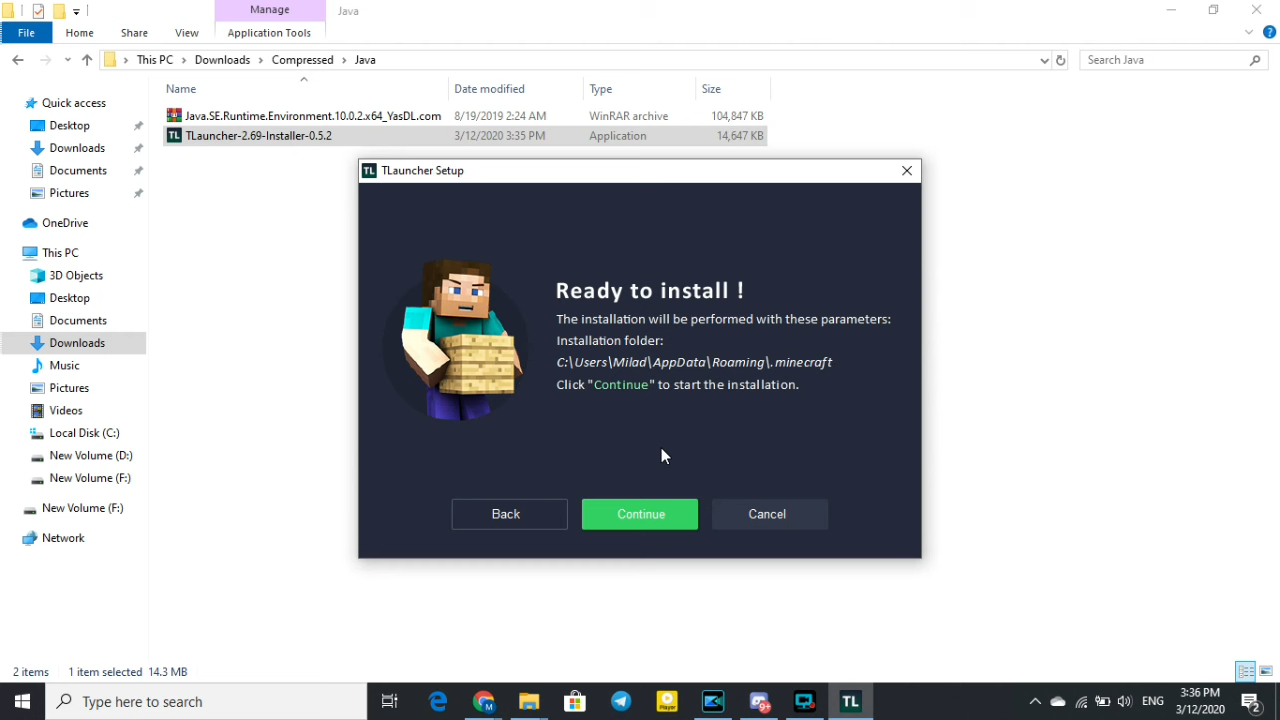 Manage
Java
File
Home
Share
View
Application Tools
This PC
Downloads
Compressed
Java
Search Java
Name
Date modified
Type
Size
Java.SE.Runtime.Environment.10.0.2.x64_YasDL.com
8/19/2019 2:24 AM
WinRAR archive
104,847 KB
TL
TLauncher-2.69-Installer-0.5.2
3/12/2020 3:35 PM
Application
14,647 KB
Quick access
Desktop
Downloads
Documents
Pictures
OneDrive
This PC
3D Objects
Desktop
Documents
Downloads
Music
Pictures
Videos
Local Disk (C:)
New Volume (D:)
New Volume (F:)
New Volume (F:)
Network
TL
TLauncher Setup
Ready to install !
The installation will be performed with these parameters:
Installation folder:
C:\Users\Milad\AppData\Roaming\.minecraft
Click "Continue" to start the installation.
Back
Continue
Cancel
2 items
1 item selected 14.3 MB
Type here to search
M
Player
9+
TL
ENG
3:36 PM
3/12/2020
2